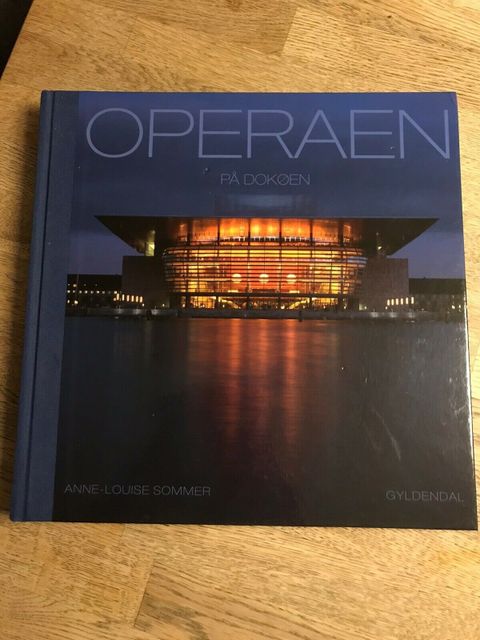 OPERAEN
PÅ DOKØEN
ANNE-LOUISE SOMMER
GYLDENDAL